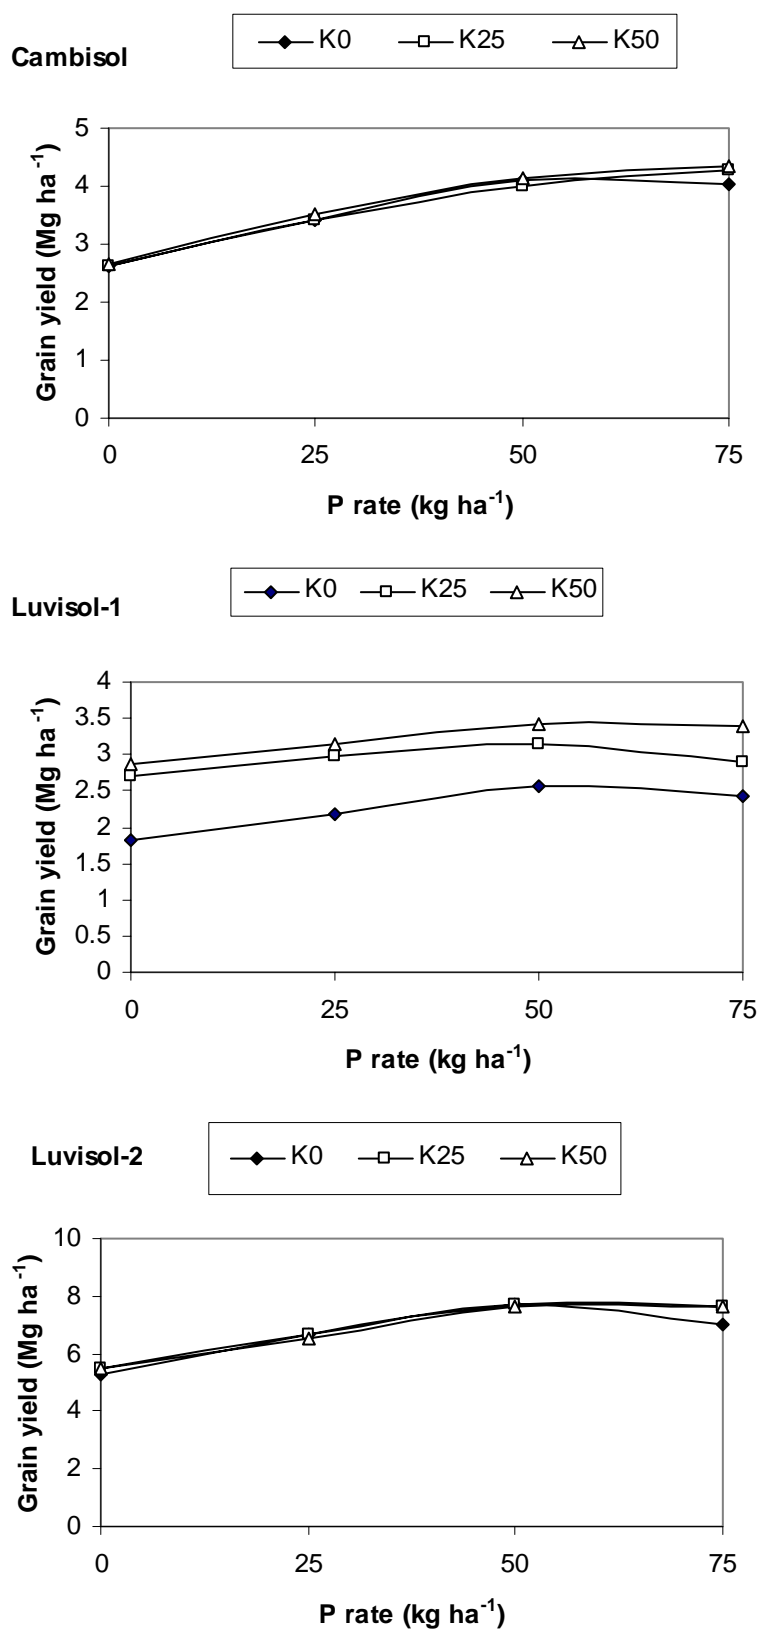 Cambisol
K0 K25 K50
Grain yield (Mg ha⁻¹)
5
4
3
2
1
0
0 25 50 75
P rate (kg ha⁻¹)
Luvisol-1
K0 K25 K50
Grain yield (Mg ha⁻¹)
4
3.5
3
2.5
2
1.5
1
0.5
0
0 25 50 75
P rate (kg ha⁻¹)
Luvisol-2
K0 K25 K50
Grain yield (Mg ha⁻¹)
10
8
6
4
2
0
0 25 50 75
P rate (kg ha⁻¹)